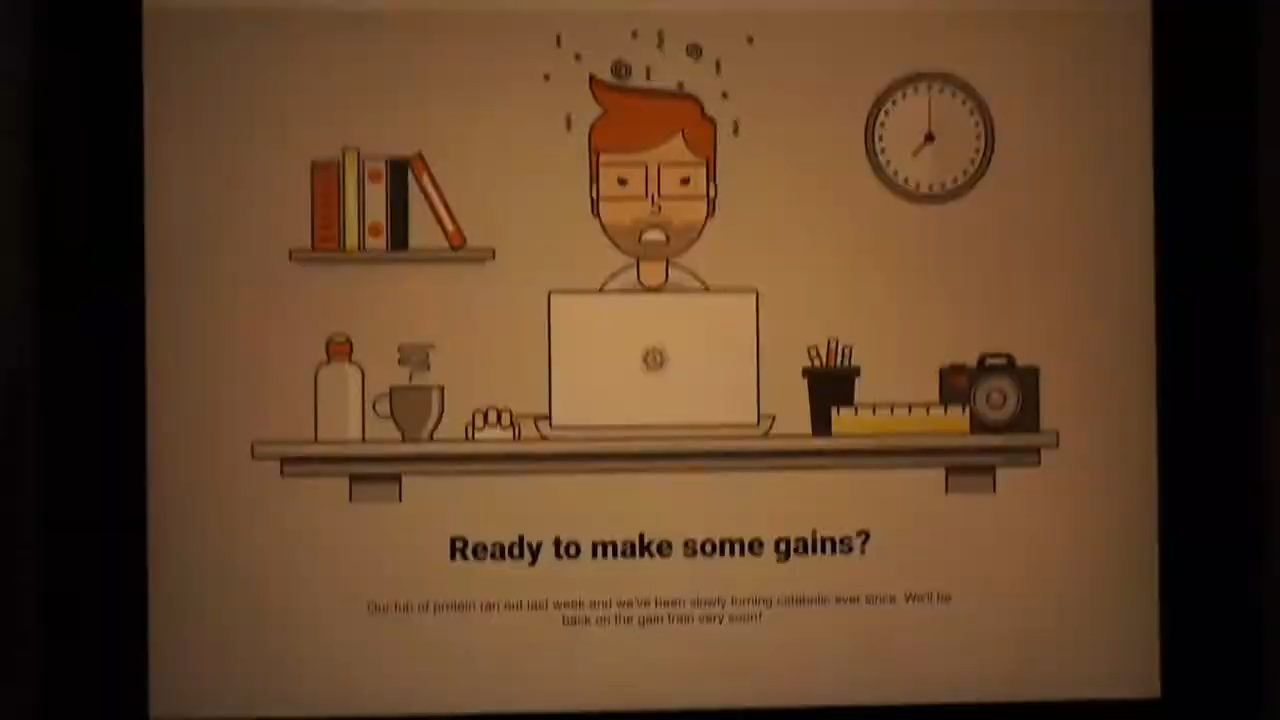 Ready to make some gains?
Our tub of protein ran out last week and we've been slowly turning catabolic ever since. We'll be
back on the gain train very soon!